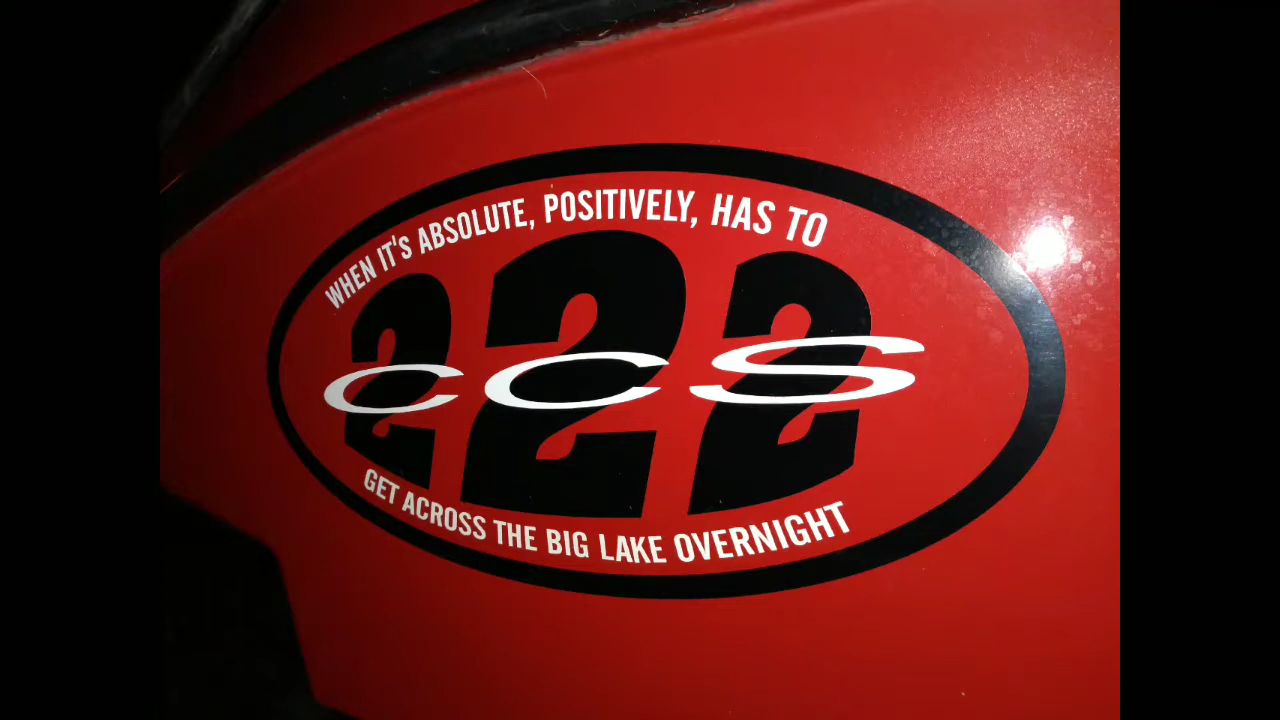 WHEN IT'S ABSOLUTE, POSITIVELY, HAS TO
222
CCS
GET ACROSS THE BIG LAKE OVERNIGHT